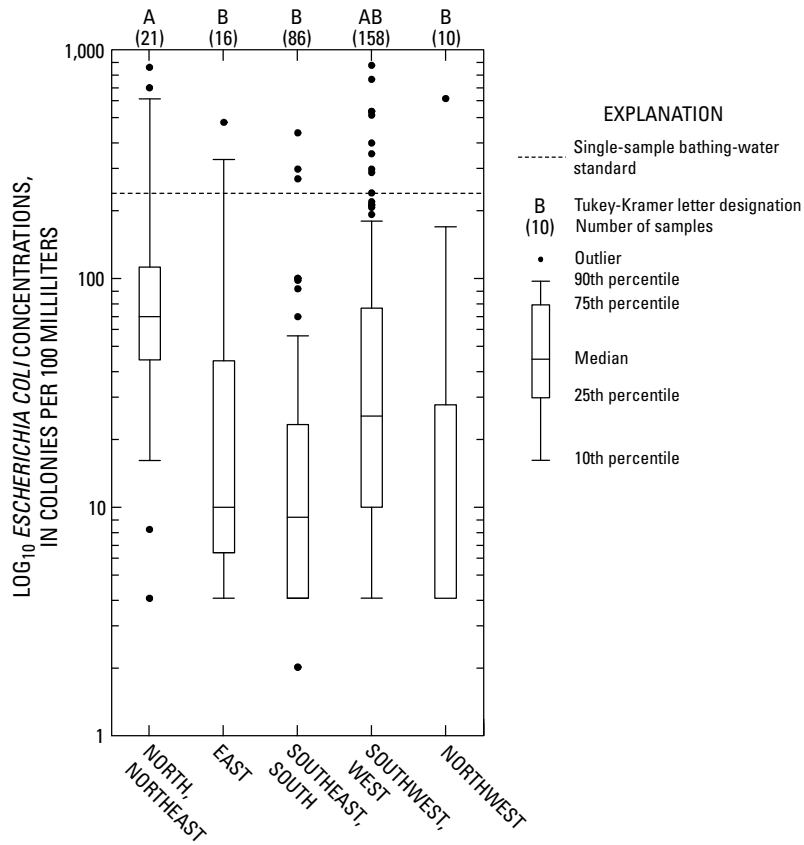 A B B AB B
(21) (16) (86) (158) (10)
1,000
100
10
1
LOG10 ESCHERICHIA COLI CONCENTRATIONS,
IN COLONIES PER 100 MILLILITERS
NORTH,
NORTHEAST
EAST
SOUTHEAST,
SOUTH
SOUTHWEST,
WEST
NORTHWEST
EXPLANATION
Single-sample bathing-water
standard
B Tukey-Kramer letter designation
(10) Number of samples
Outlier
90th percentile
75th percentile
Median
25th percentile
10th percentile